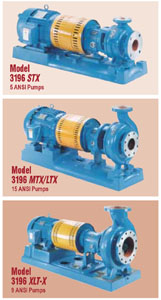 Model
3196 STX
5 ANSI Pumps
Model
3196 MTX/LTX
15 ANSI Pumps
Model
3196 XLT-X
9 ANSI Pumps